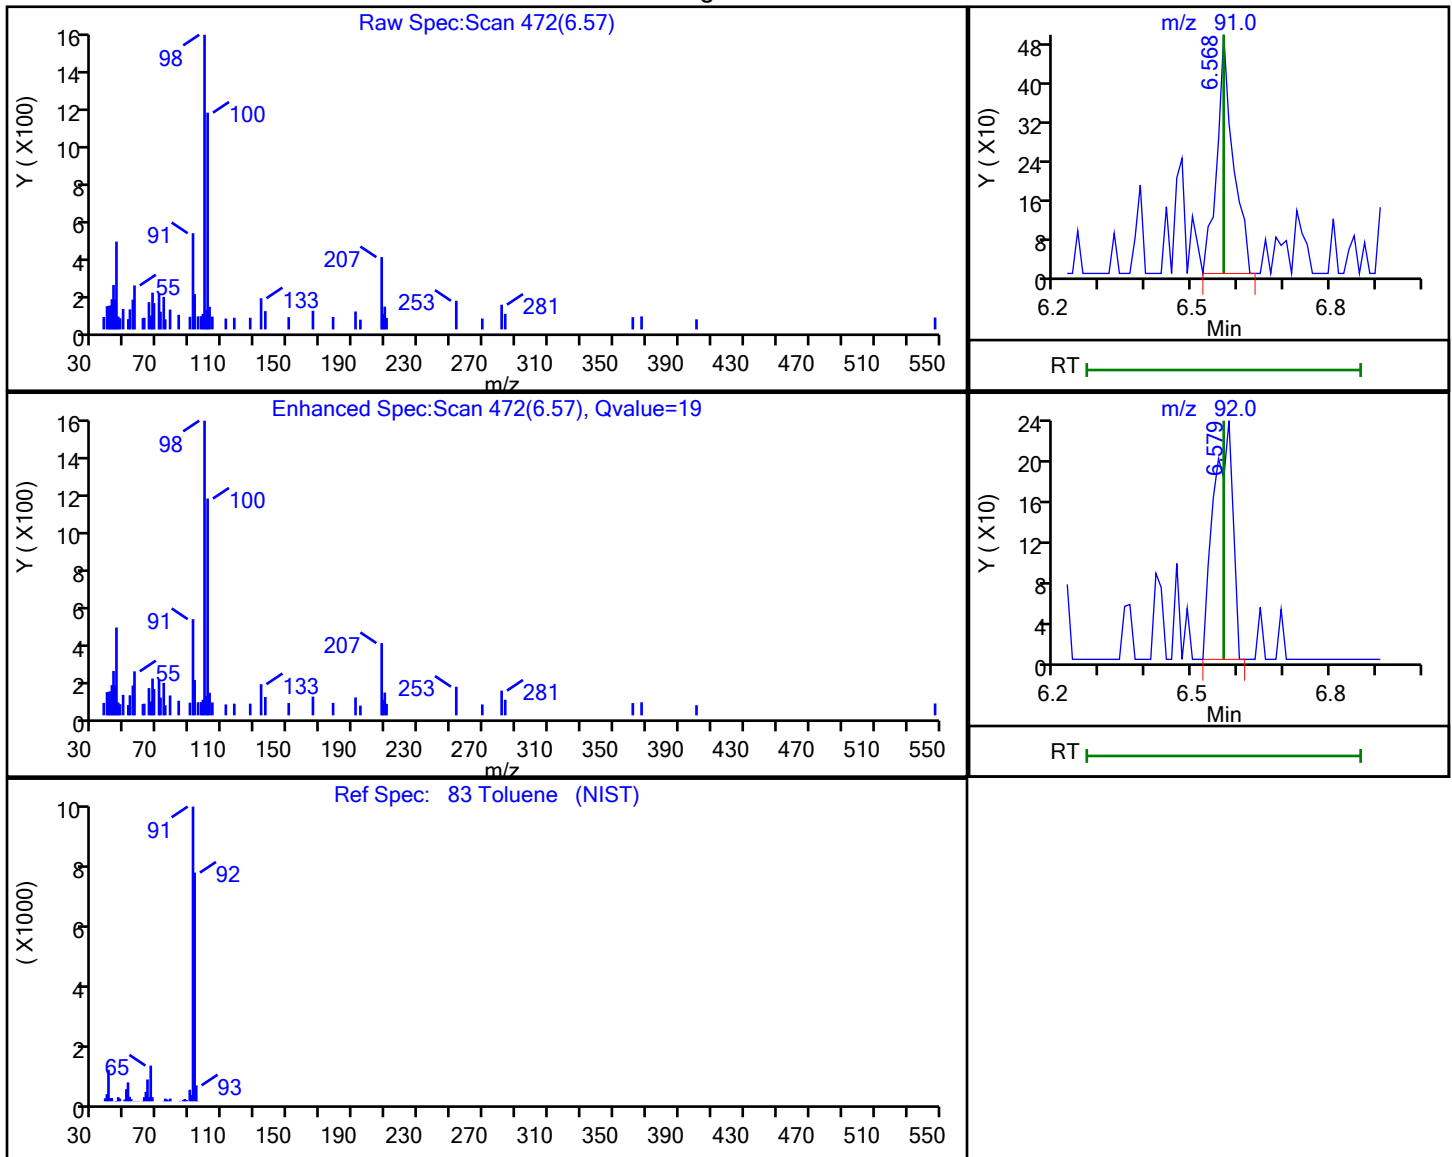 Raw Spec:Scan 472(6.57)
Y ( X100)
16
14
12
10
8
6
4
2
0
98
100
91
55
133
207
253
281
30 70 110 150 190 230 270 310 350 390 430 470 510 550
m/z
m/z 91.0
Y ( X10)
48
40
32
24
16
8
0
6.568
6.2 6.5 6.8
Min
RT
Enhanced Spec:Scan 472(6.57), Qvalue=19
Y ( X100)
16
14
12
10
8
6
4
2
0
98
100
91
55
133
207
253
281
30 70 110 150 190 230 270 310 350 390 430 470 510 550
m/z
m/z 92.0
Y ( X10)
24
20
16
12
8
4
0
6.579
6.2 6.5 6.8
Min
RT
Ref Spec: 83 Toluene (NIST)
( X1000)
10
8
6
4
2
0
91
92
65
93
30 70 110 150 190 230 270 310 350 390 430 470 510 550